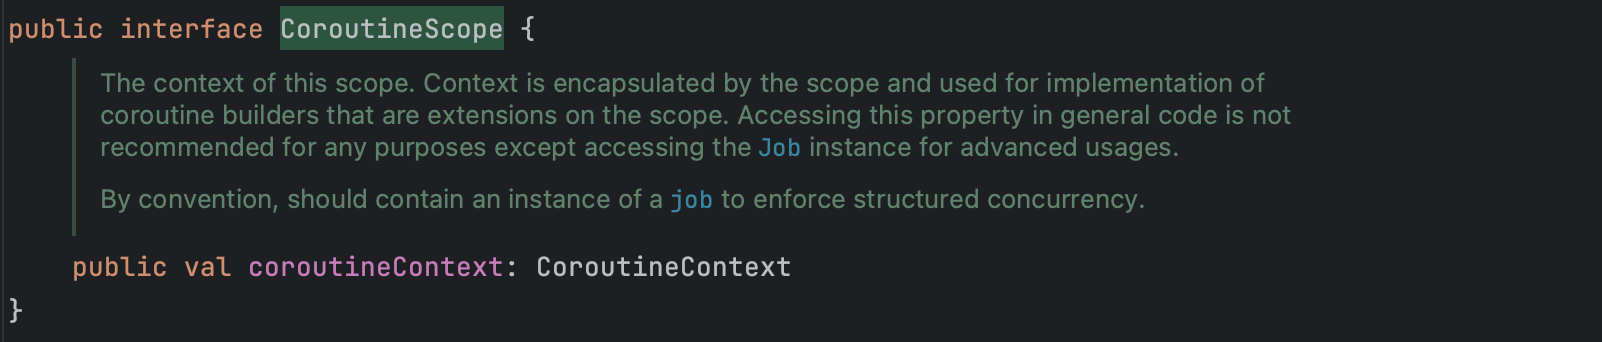 public interface CoroutineScope {
The context of this scope. Context is encapsulated by the scope and used for implementation of
coroutine builders that are extensions on the scope. Accessing this property in general code is not
recommended for any purposes except accessing the Job instance for advanced usages.
By convention, should contain an instance of a job to enforce structured concurrency.
public val coroutineContext: CoroutineContext
}